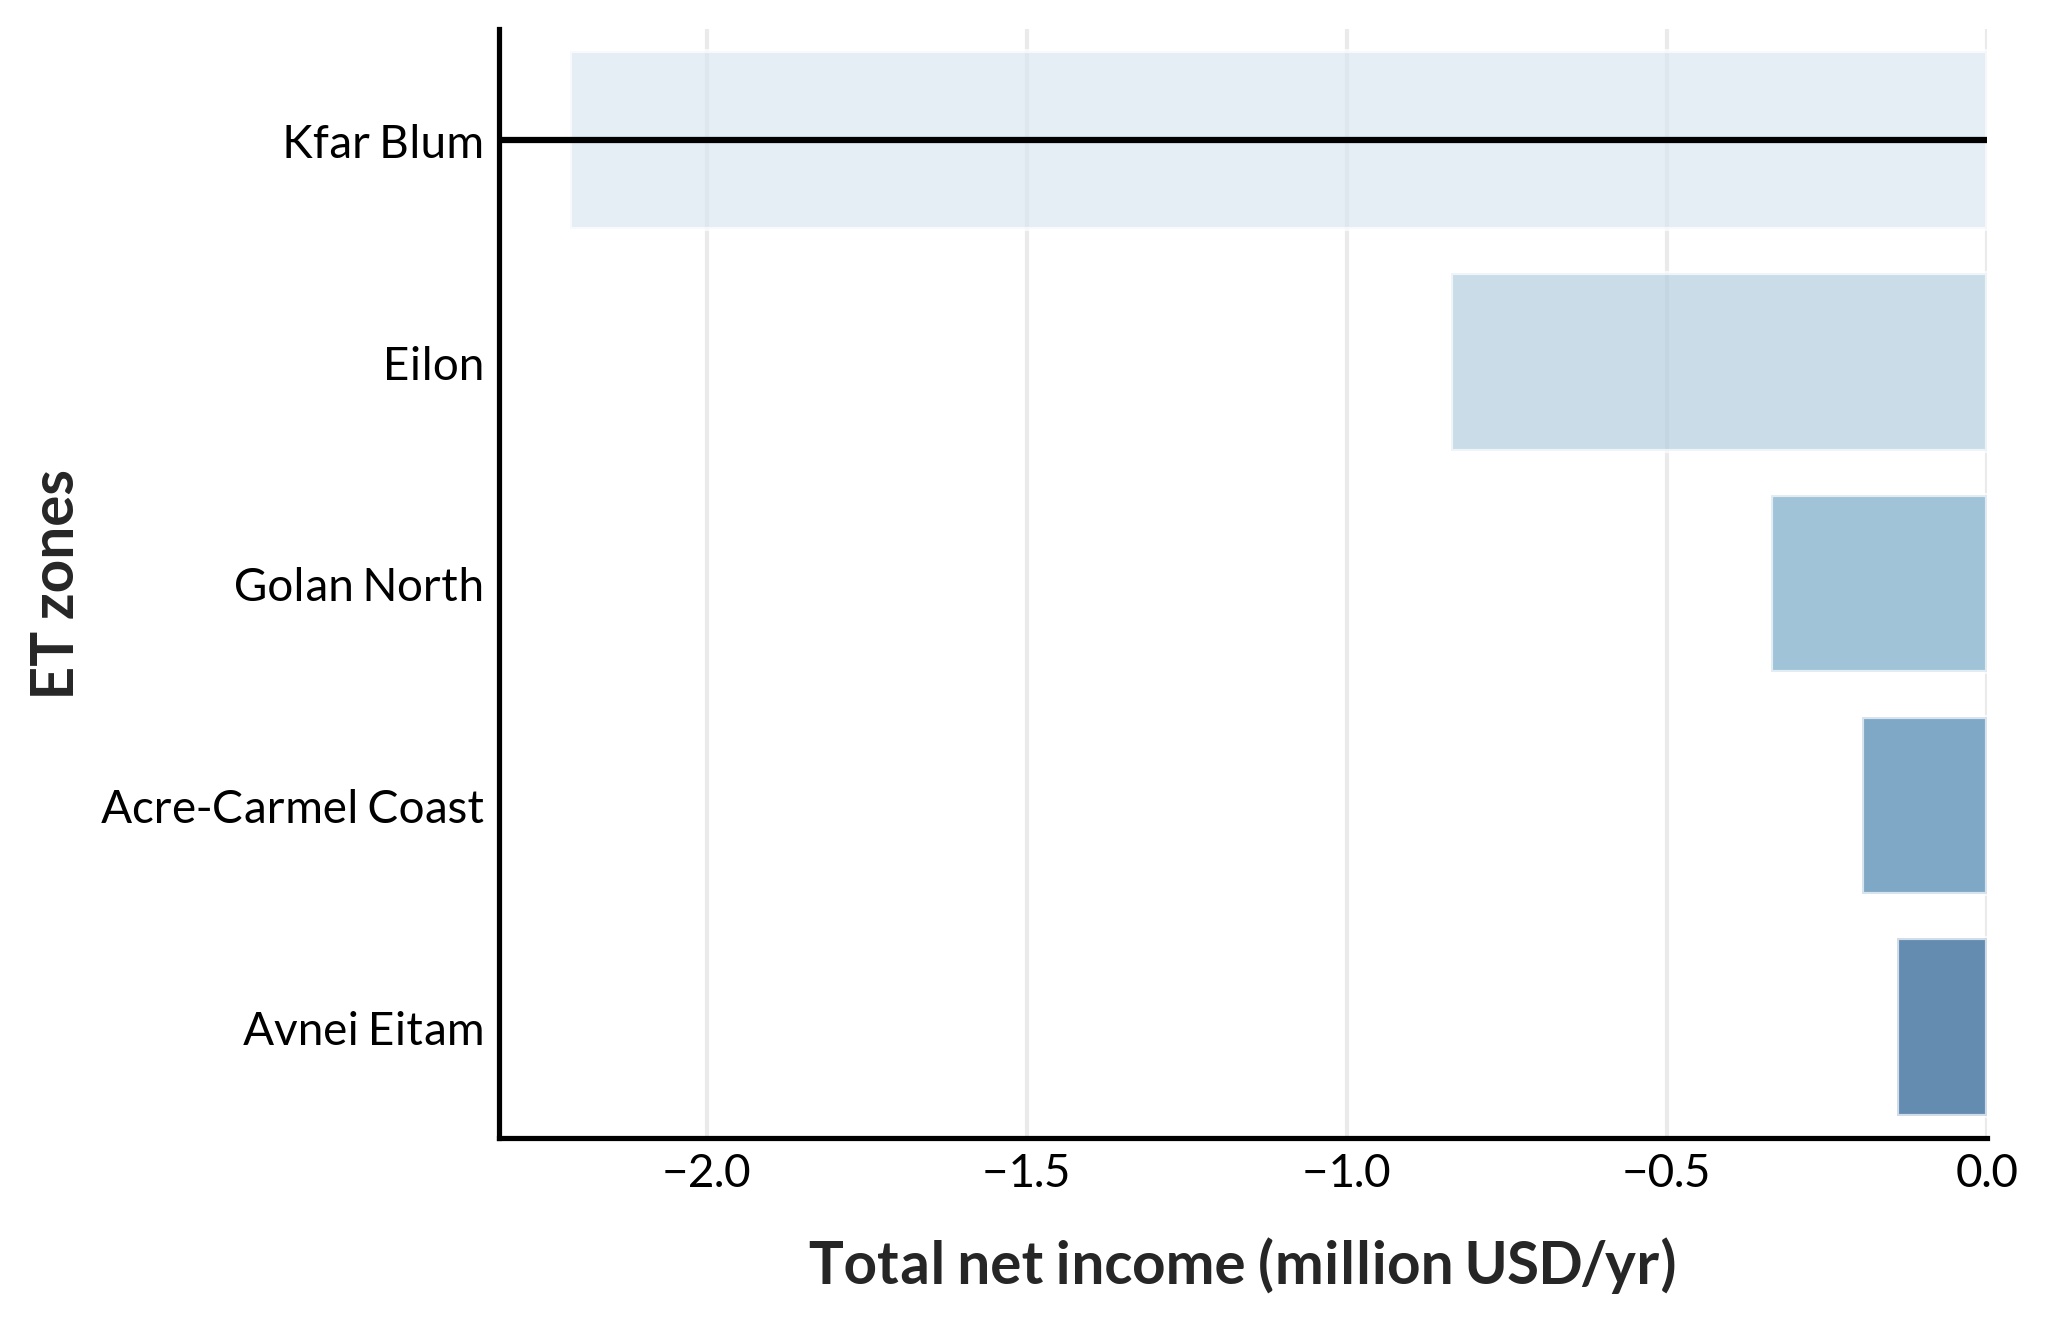 Kfar Blum
Eilon
Golan North
Acre-Carmel Coast
Avnei Eitam
ET zones
−2.0 −1.5 −1.0 −0.5 0.0
Total net income (million USD/yr)